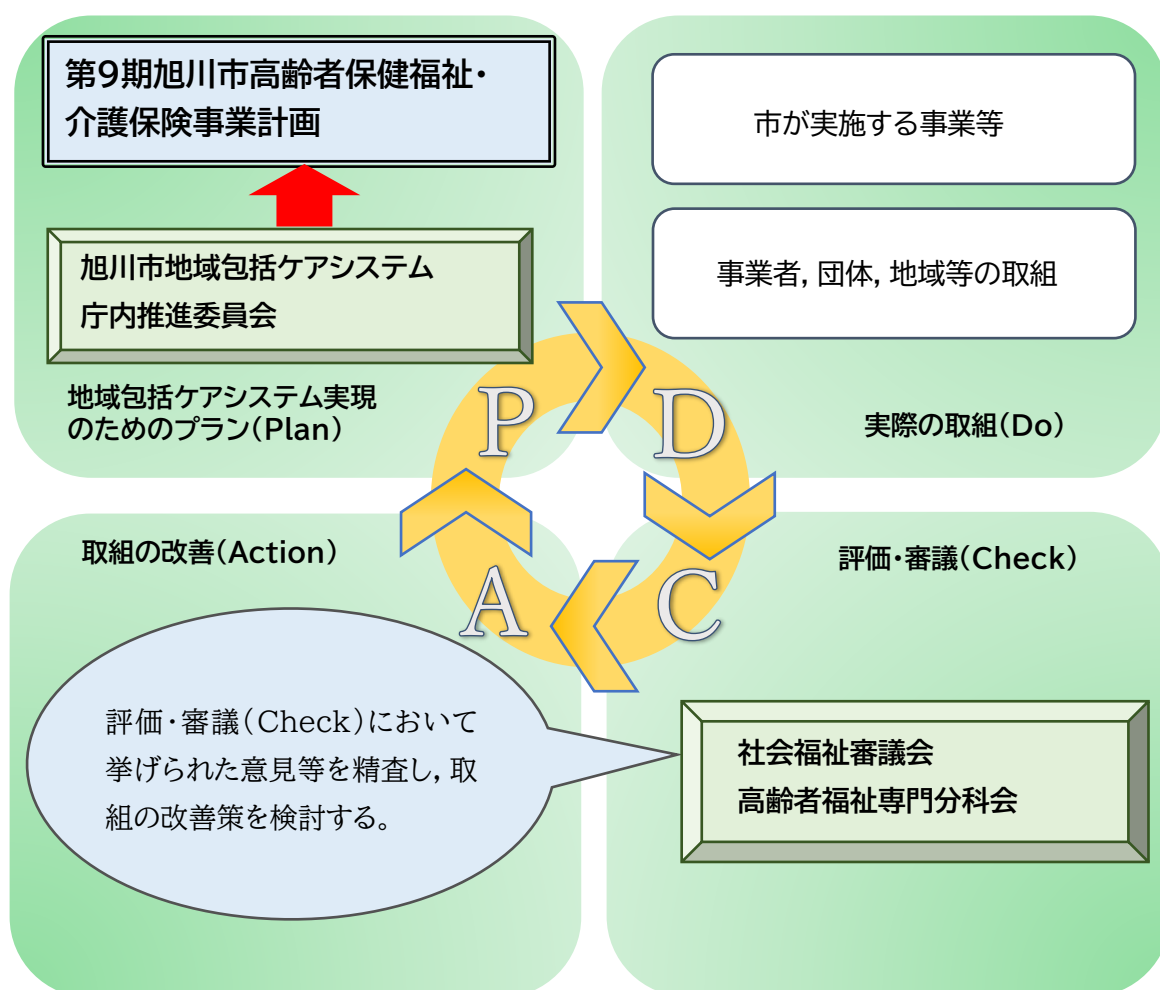 第9期旭川市高齢者保健福祉・
介護保険事業計画
旭川市地域包括ケアシステム
庁内推進委員会
地域包括ケアシステム実現
のためのプラン(Plan)
市が実施する事業等
事業者,団体,地域等の取組
実際の取組(Do)
P
D
A
C
取組の改善(Action)
評価・審議(Check)において
挙げられた意見等を精査し,取
組の改善策を検討する。
評価・審議(Check)
社会福祉審議会
高齢者福祉専門分科会